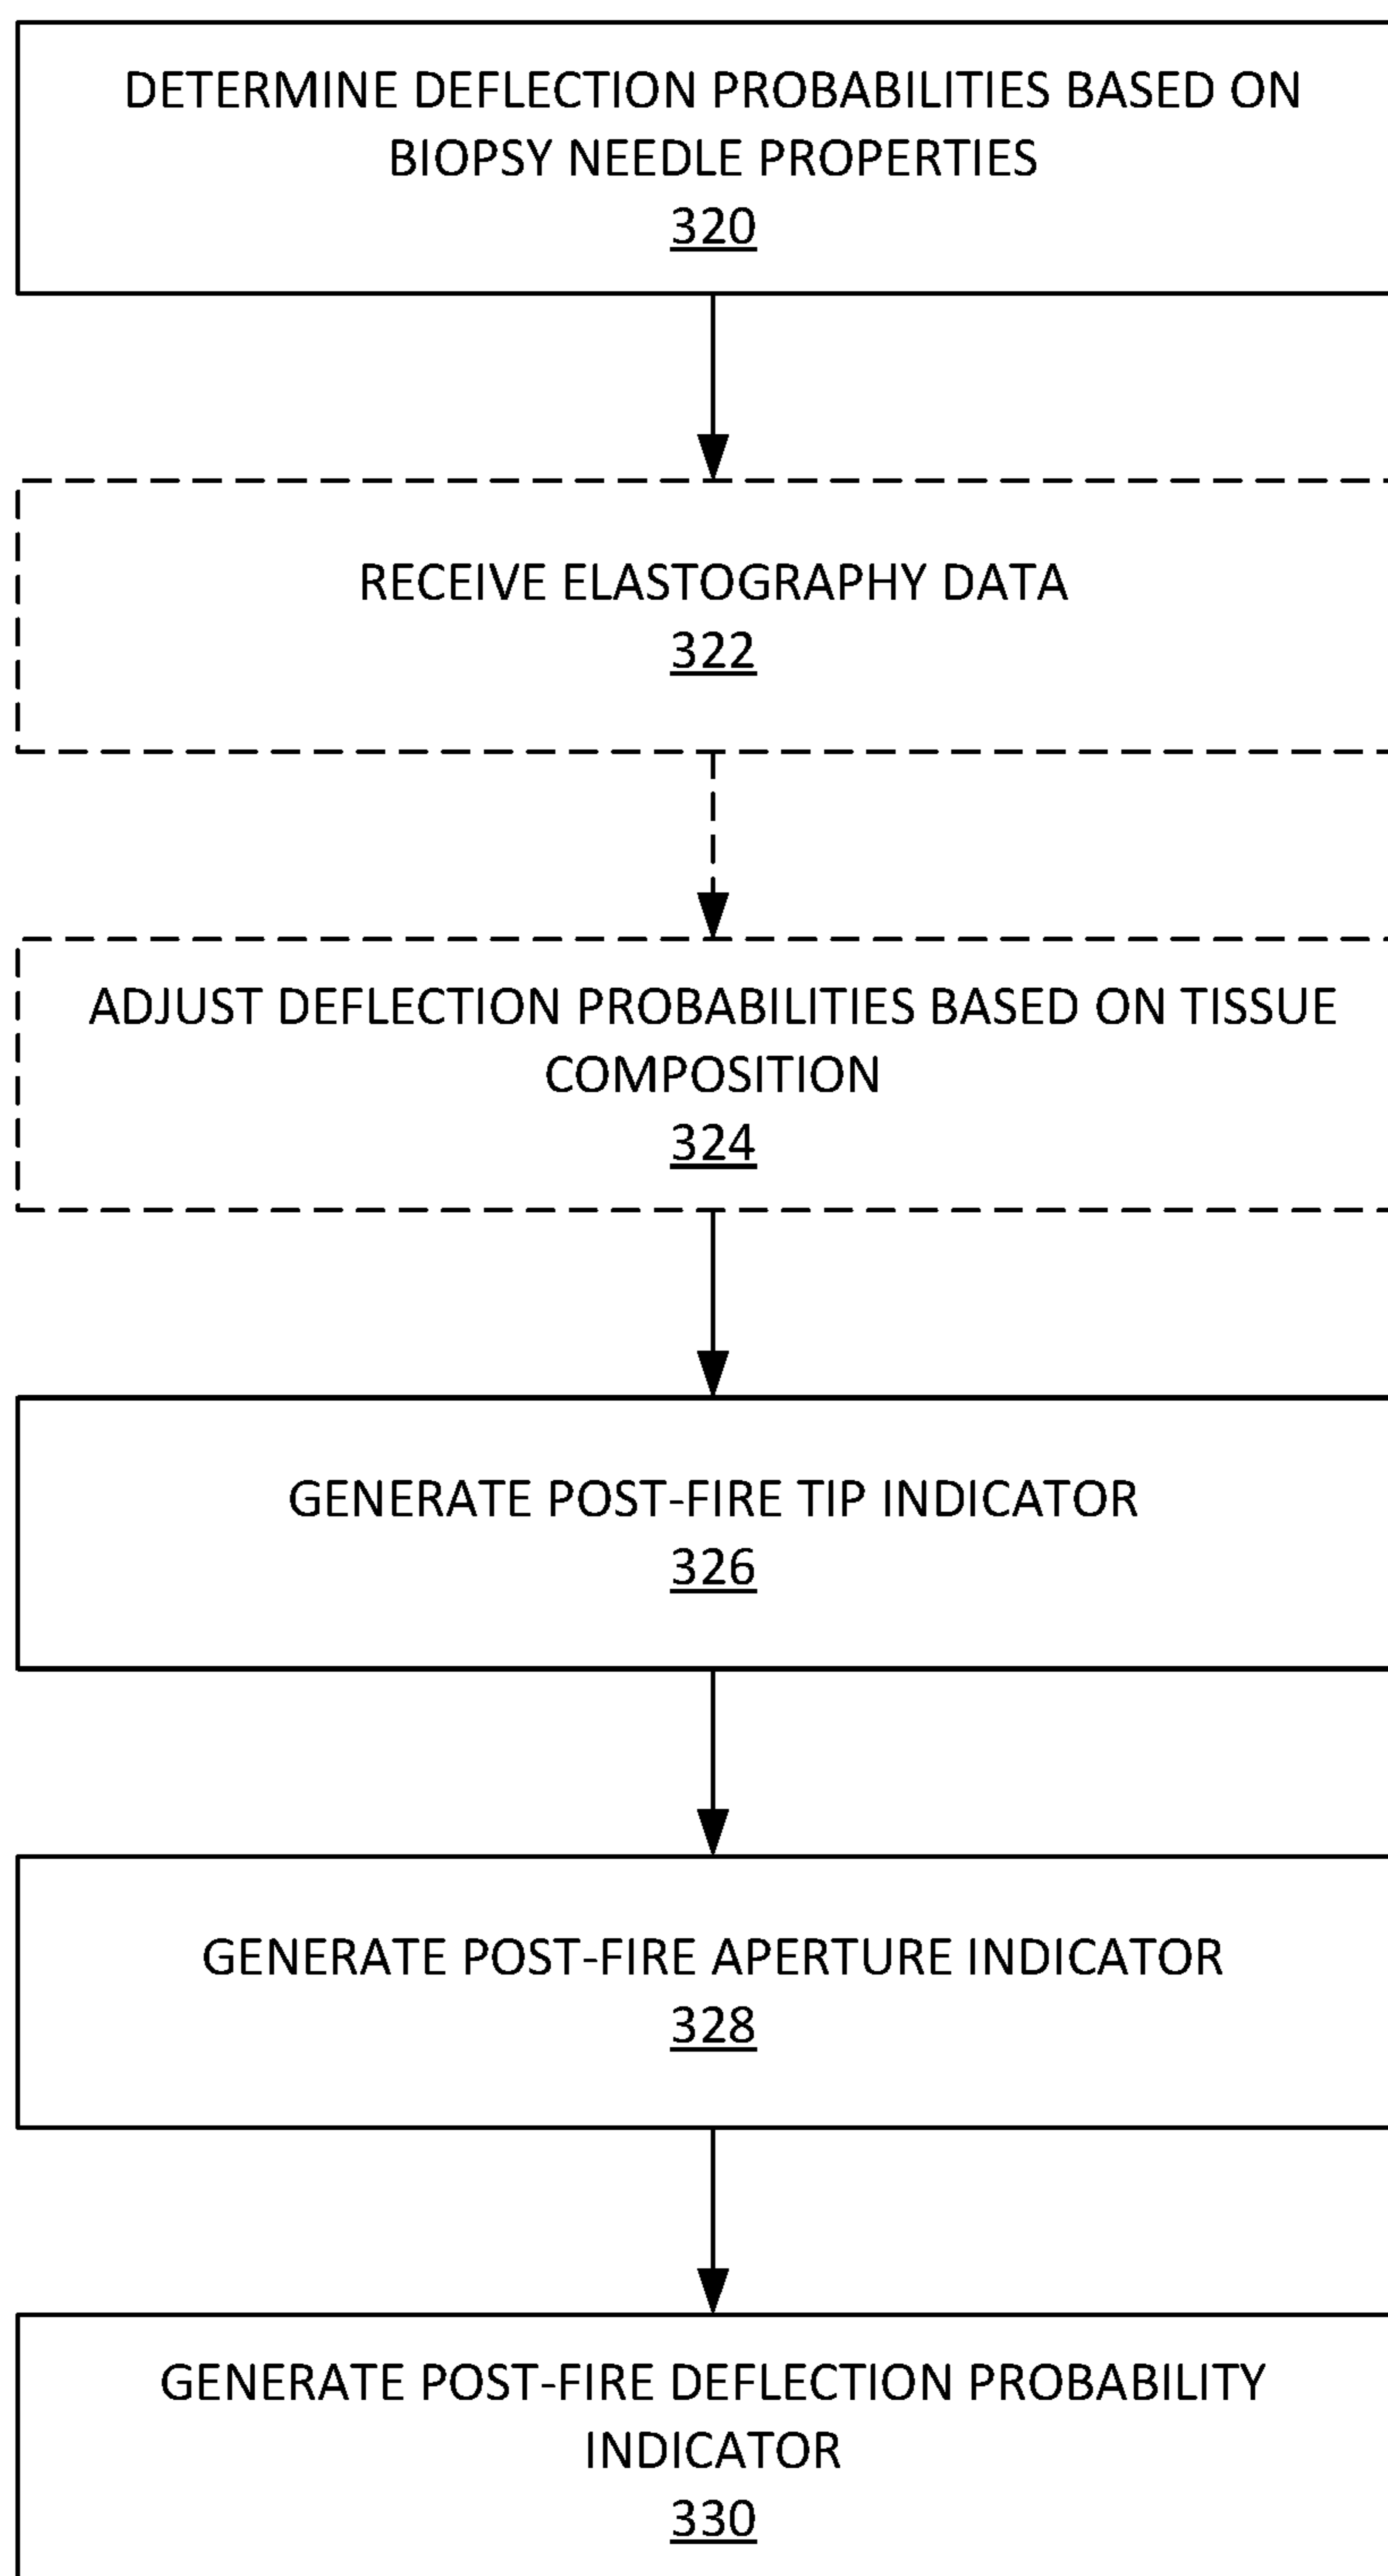 DETERMINE DEFLECTION PROBABILITIES BASED ON
BIOPSY NEEDLE PROPERTIES
320
RECEIVE ELASTOGRAPHY DATA
322
ADJUST DEFLECTION PROBABILITIES BASED ON TISSUE
COMPOSITION
324
GENERATE POST-FIRE TIP INDICATOR
326
GENERATE POST-FIRE APERTURE INDICATOR
328
GENERATE POST-FIRE DEFLECTION PROBABILITY
INDICATOR
330